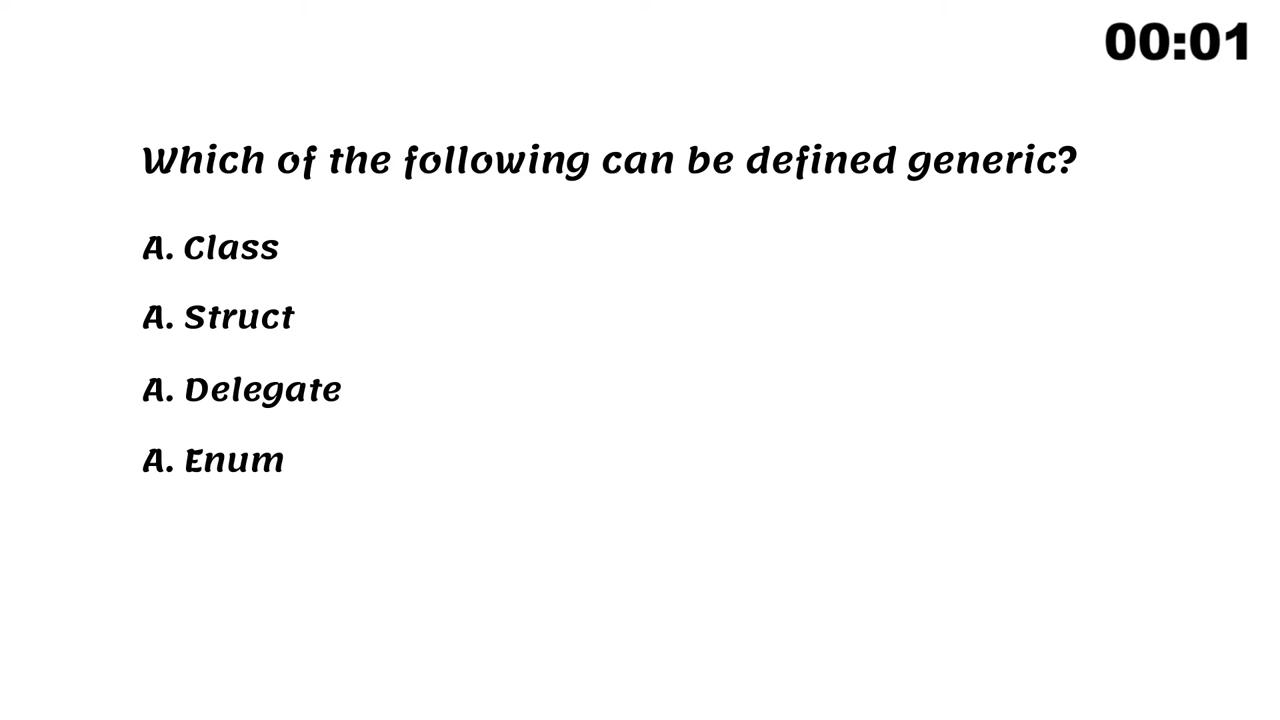 00:01
Which of the following can be defined generic?
A. Class
A. Struct
A. Delegate
A. Enum